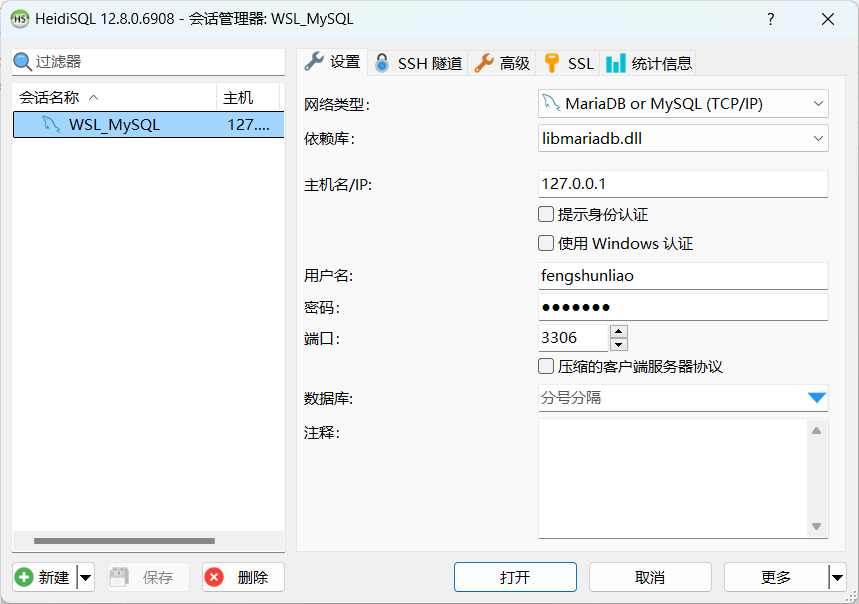 HS HeidiSQL 12.8.0.6908 - 会话管理器: WSL_MySQL ?
过滤器
会话名称 主机
WSL_MySQL 127....
设置 SSH 隧道 高级 SSL 统计信息
网络类型: MariaDB or MySQL (TCP/IP)
依赖库: libmariadb.dll
主机名/IP: 127.0.0.1
提示身份认证
使用 Windows 认证
用户名: fengshunliao
密码: ●●●●●●●
端口: 3306
压缩的客户端服务器协议
数据库: 分号分隔
注释:
新建 保存 删除 打开 取消 更多